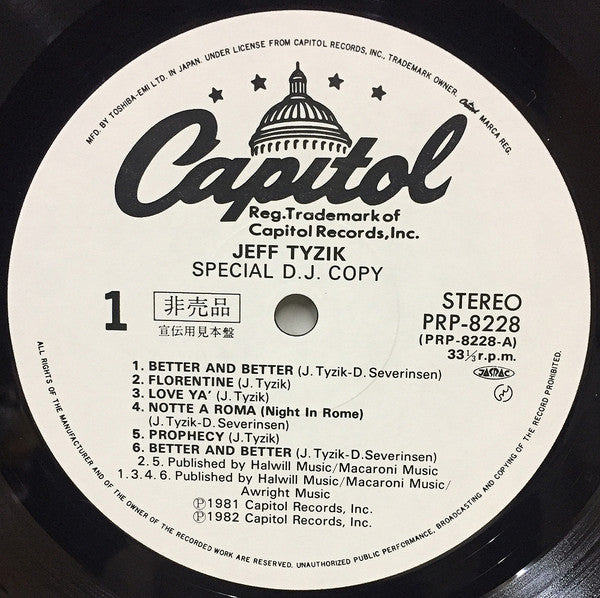 MFD. BY TOSHIBA-EMI LTD. IN JAPAN. UNDER LICENSE FROM CAPITOL RECORDS, INC., TRADEMARK OWNER. Capitol MARCA REG.
Capitol
Reg.Trademark of
Capitol Records,Inc.
JEFF TYZIK
SPECIAL D.J. COPY
1
非売品
宣伝用見本盤
STEREO
PRP-8228
(PRP-8228-A)
33⅓r.p.m.
JASRAC
1. BETTER AND BETTER (J. Tyzik-D. Severinsen)
2. FLORENTINE (J. Tyzik)
3. LOVE YA' (J. Tyzik)
4. NOTTE A ROMA (Night In Rome)
(J. Tyzik-D. Severinsen)
5. PROPHECY (J. Tyzik)
6. BETTER AND BETTER (J. Tyzik-D. Severinsen)
2. 5. Published by Halwill Music/Macaroni Music
1. 3. 4. 6. Published by Halwill Music/Macaroni Music/
Awright Music
Ⓟ1981 Capitol Records, Inc.
Ⓟ1982 Capitol Records, Inc.
ALL RIGHTS OF THE MANUFACTURER AND OF THE OWNER OF THE RECORDED WORK ARE RESERVED. UNAUTHORIZED PUBLIC PERFORMANCE, BROADCASTING AND COPYING OF THE RECORD PROHIBITED.